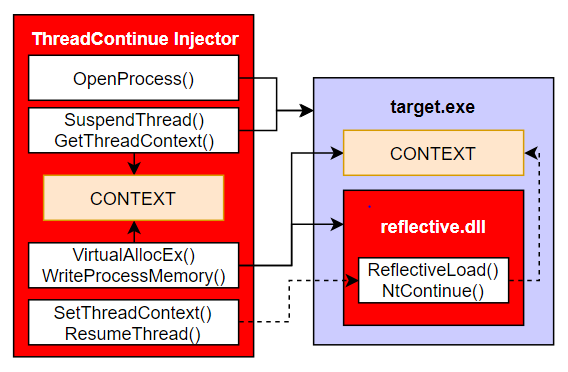 ThreadContinue Injector
OpenProcess()
SuspendThread()
GetThreadContext()
CONTEXT
VirtualAllocEx()
WriteProcessMemory()
SetThreadContext()
ResumeThread()
target.exe
CONTEXT
reflective.dll
ReflectiveLoad()
NtContinue()